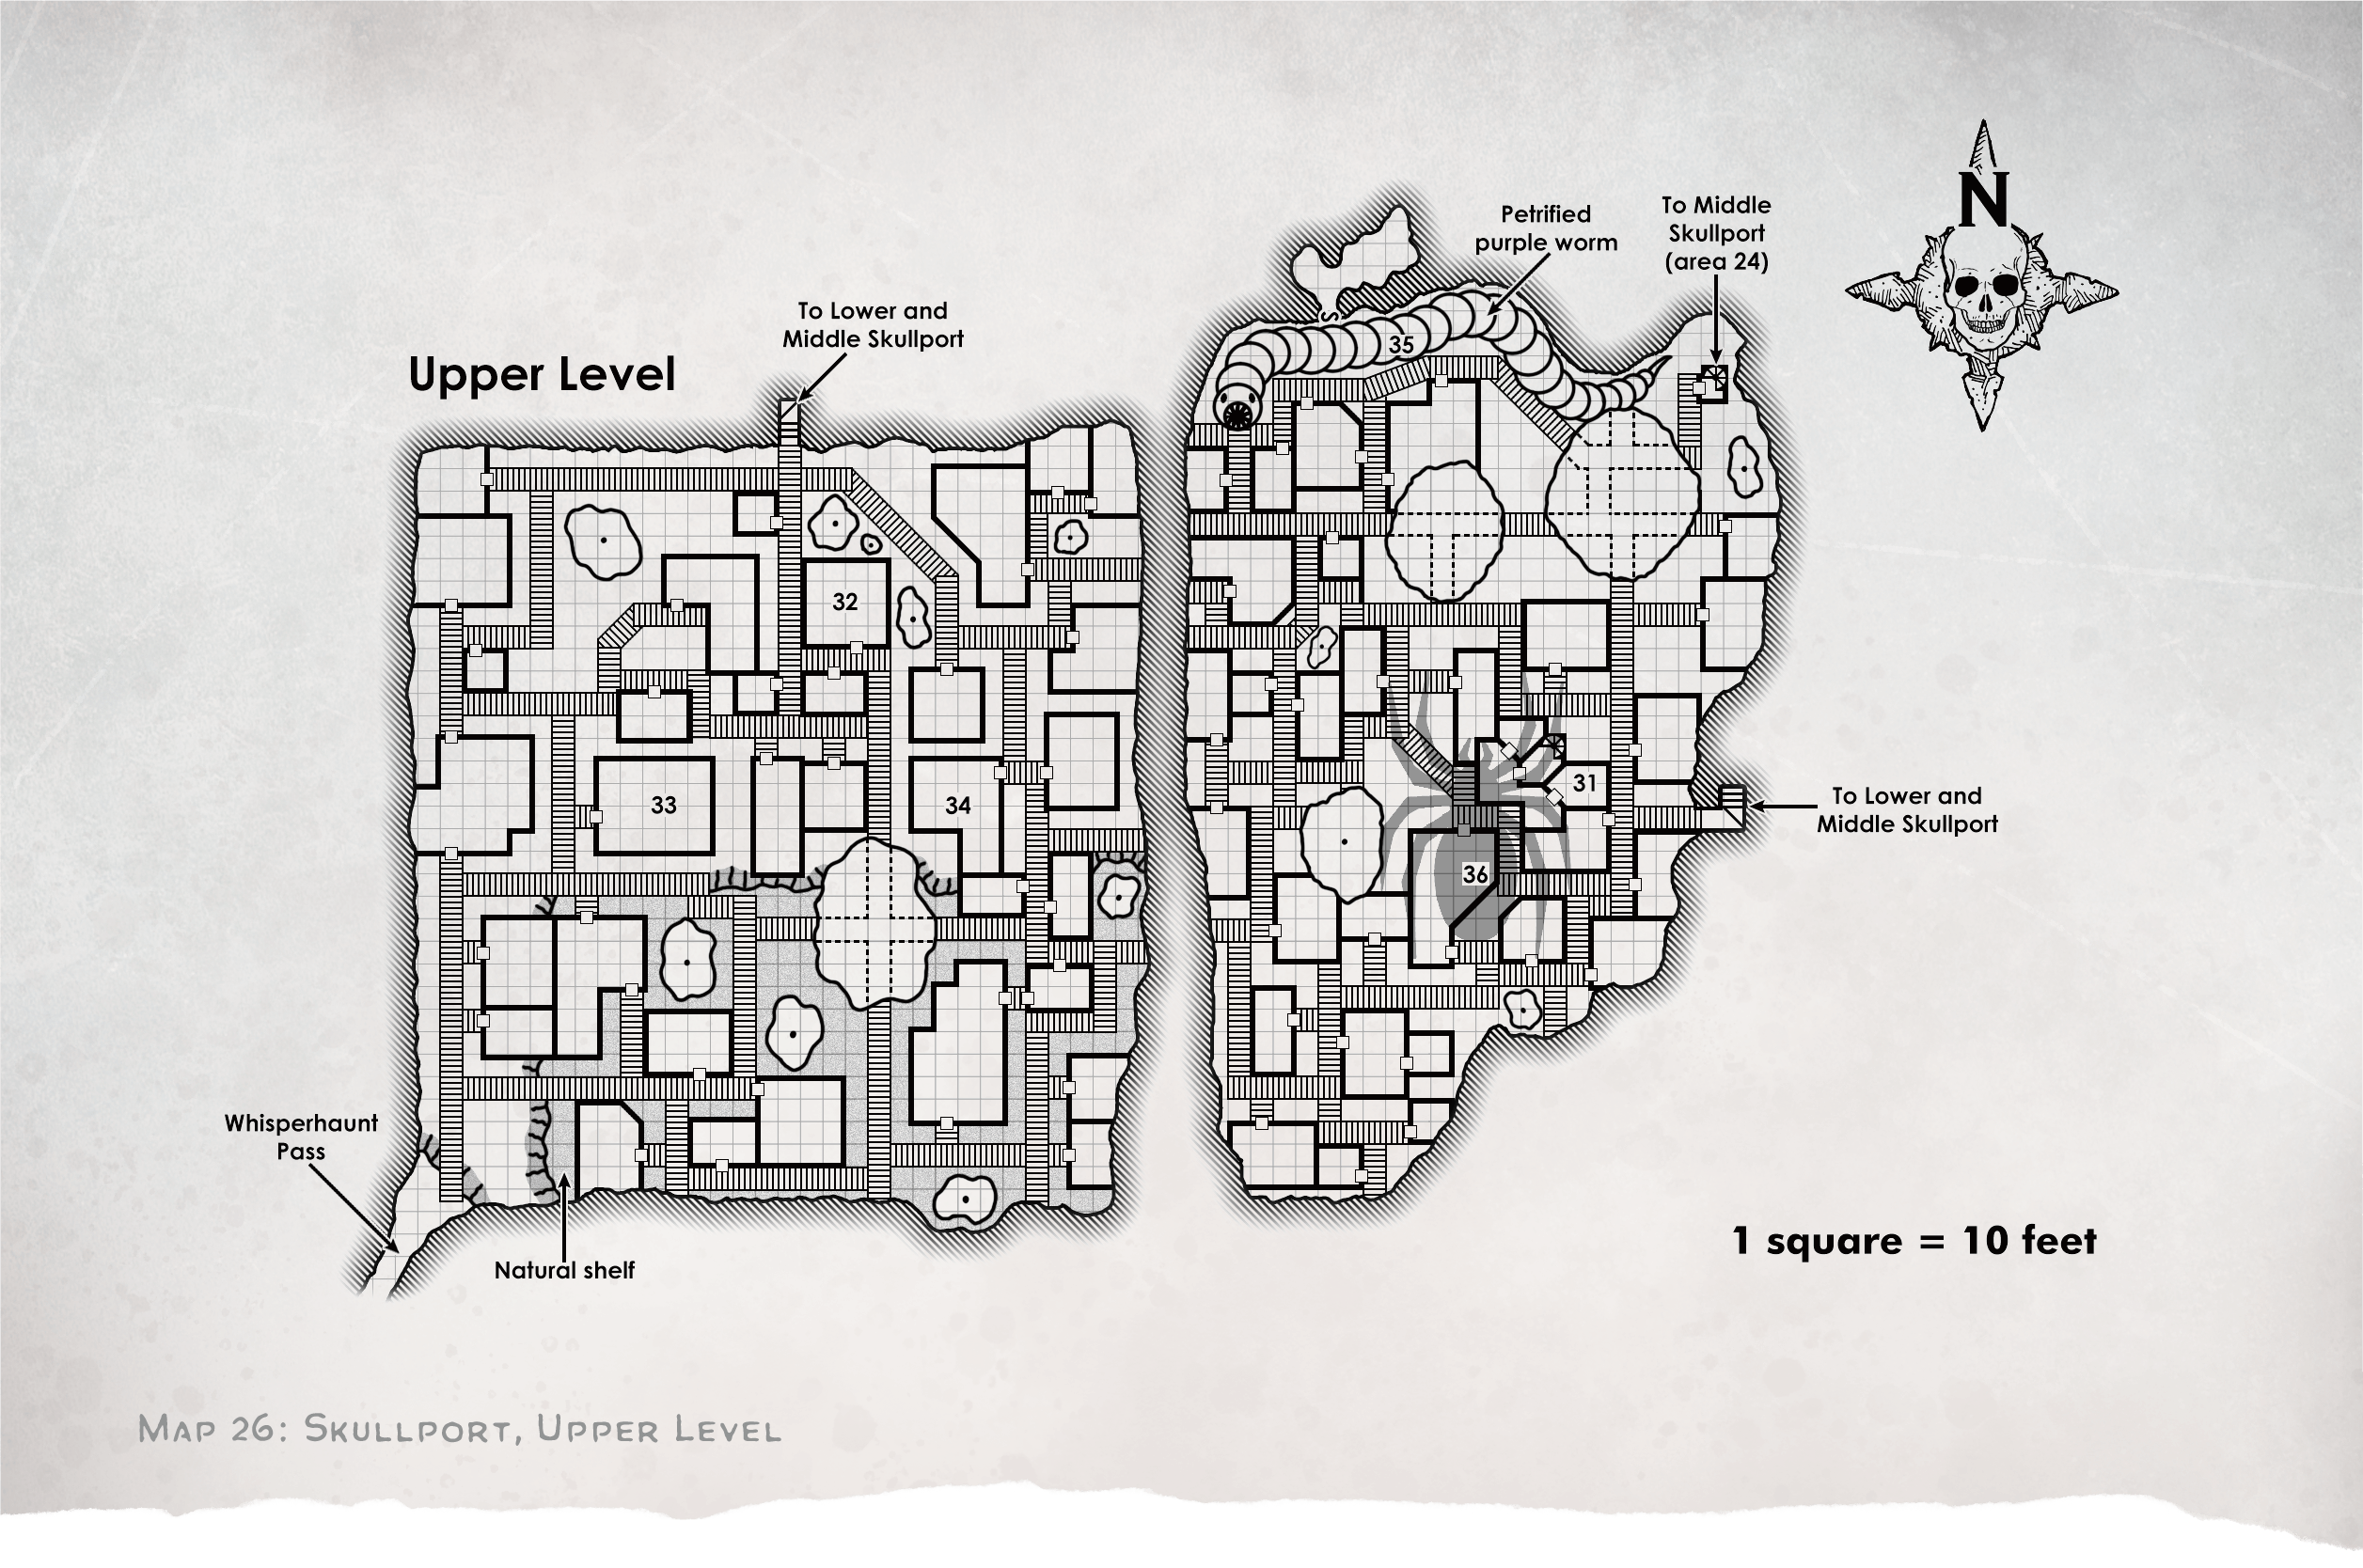 N
To Middle
Skullport
(area 24)
Petrified
purple worm
To Lower and
Middle Skullport
Upper Level
S
35
32
33
34
31
36
To Lower and
Middle Skullport
Whisperhaunt
Pass
Natural shelf
1 square = 10 feet
Map 26: Skullport, Upper Level